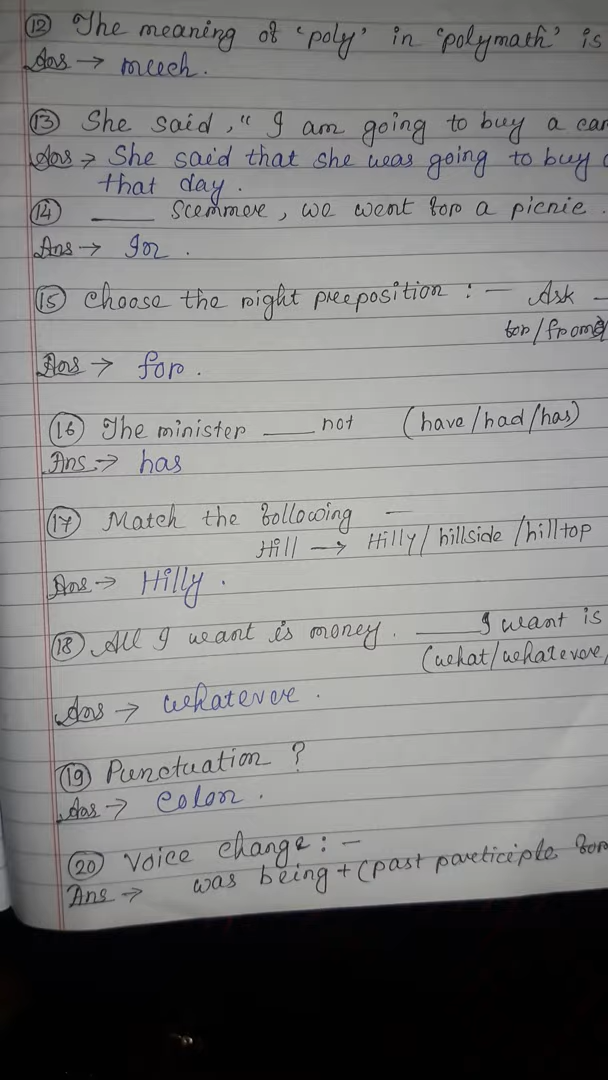 ⑫ The meaning of 'poly' in 'polymath' is
Ans → much.
⑬ She said, " I am going to buy a car
Ans → She said that she was going to buy
that day.
⑭ ____ Summer, we went for a picnic.
Ans →
⑮ Choose the right preposition : — Ask —
for/from
Ans → for.
⑯ The minister ___ not (have/had/has)
Ans → has
⑰ Match the following —
Hill → Hilly/ hillside /hilltop
Ans → Hilly.
⑱ All I want is money. ____ I want is
(what/whatever/
Ans → whatever.
⑲ Punctuation ?
Ans → Colon.
⑳ Voice change : —
Ans → was being + (past participle for